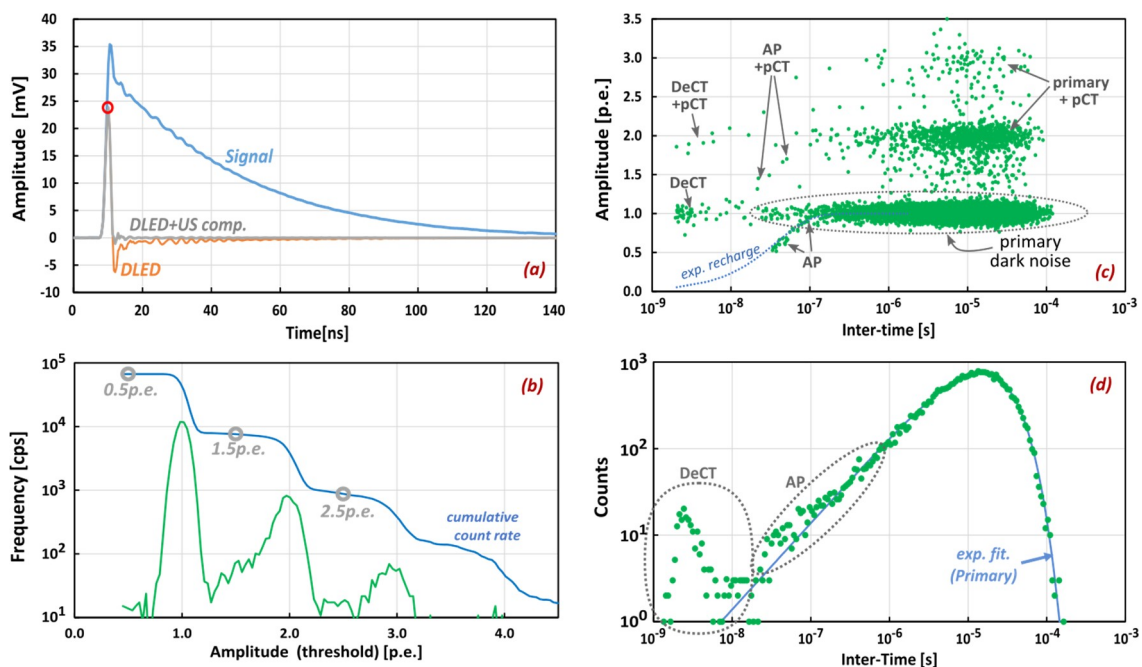 40
35
30
25
20
15
10
5
0
-5
-10
Amplitude [mV]
Signal
DLED+US comp.
DLED
(a)
0 20 40 60 80 100 120 140
Time[ns]
10^5
10^4
10^3
10^2
10^1
Frequency [cps]
(b)
0.5p.e.
1.5p.e.
2.5p.e.
cumulative
count rate
0.0 1.0 2.0 3.0 4.0
Amplitude (threshold) [p.e.]
3.5
3.0
2.5
2.0
1.5
1.0
0.5
0.0
Amplitude [p.e.]
AP
+pCT
DeCT
+pCT
primary
+ pCT
DeCT
exp. recharge
AP
primary
dark noise
(c)
10^-9 10^-8 10^-7 10^-6 10^-5 10^-4 10^-3
Inter-time [s]
10^3
10^2
10^1
10^0
Counts
(d)
DeCT
AP
exp. fit.
(Primary)
10^-9 10^-8 10^-7 10^-6 10^-5 10^-4 10^-3
Inter-Time [s]